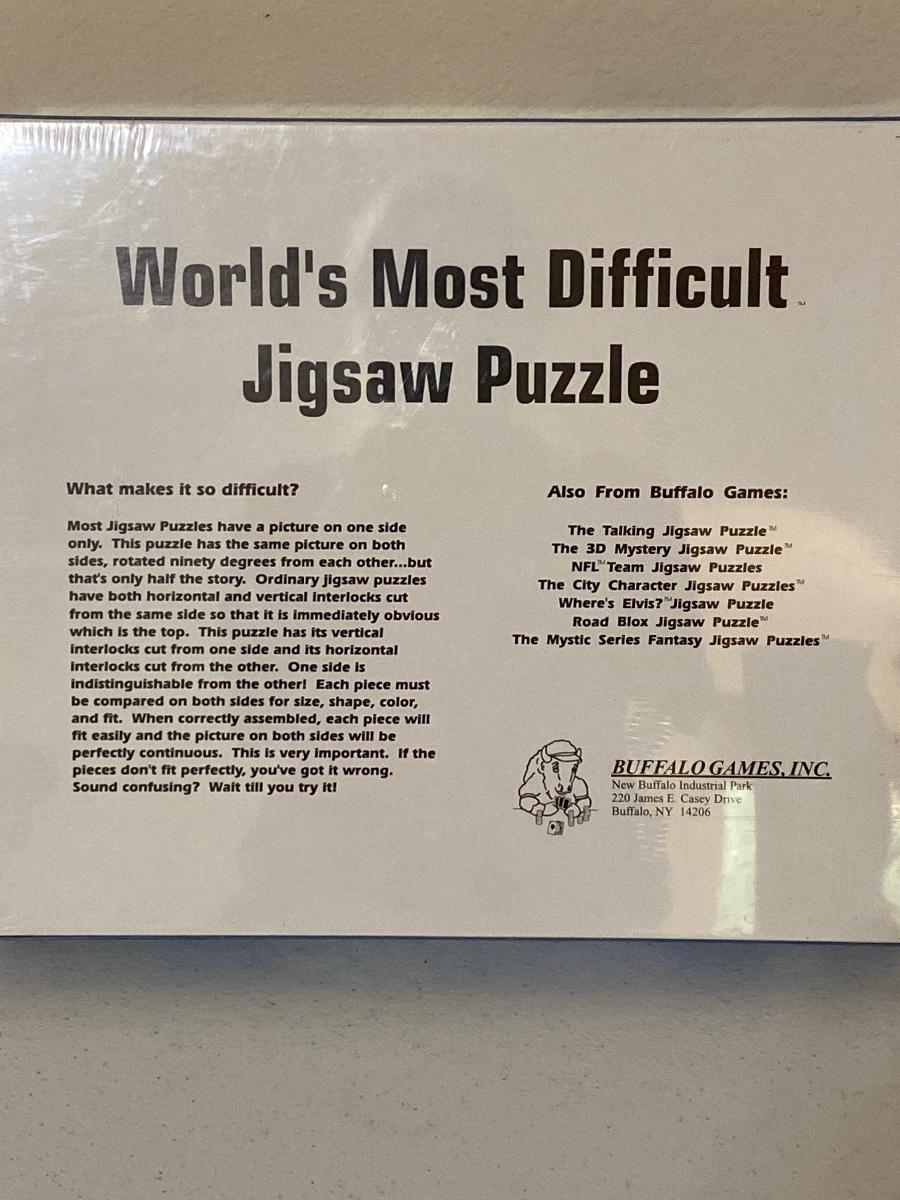 World's Most Difficult™
Jigsaw Puzzle
What makes it so difficult?
Most Jigsaw Puzzles have a picture on one side
only. This puzzle has the same picture on both
sides, rotated ninety degrees from each other...but
that's only half the story. Ordinary jigsaw puzzles
have both horizontal and vertical interlocks cut
from the same side so that it is immediately obvious
which is the top. This puzzle has its vertical
interlocks cut from one side and its horizontal
interlocks cut from the other. One side is
indistinguishable from the other! Each piece must
be compared on both sides for size, shape, color,
and fit. When correctly assembled, each piece will
fit easily and the picture on both sides will be
perfectly continuous. This is very important. If the
pieces don't fit perfectly, you've got it wrong.
Sound confusing? Wait till you try it!
Also From Buffalo Games:
The Talking Jigsaw Puzzle™
The 3D Mystery Jigsaw Puzzle™
NFL™ Team Jigsaw Puzzles
The City Character Jigsaw Puzzles™
Where's Elvis?™ Jigsaw Puzzle
Road Blox Jigsaw Puzzle™
The Mystic Series Fantasy Jigsaw Puzzles™
BUFFALO GAMES, INC.
New Buffalo Industrial Park
220 James E. Casey Drive
Buffalo, NY 14206